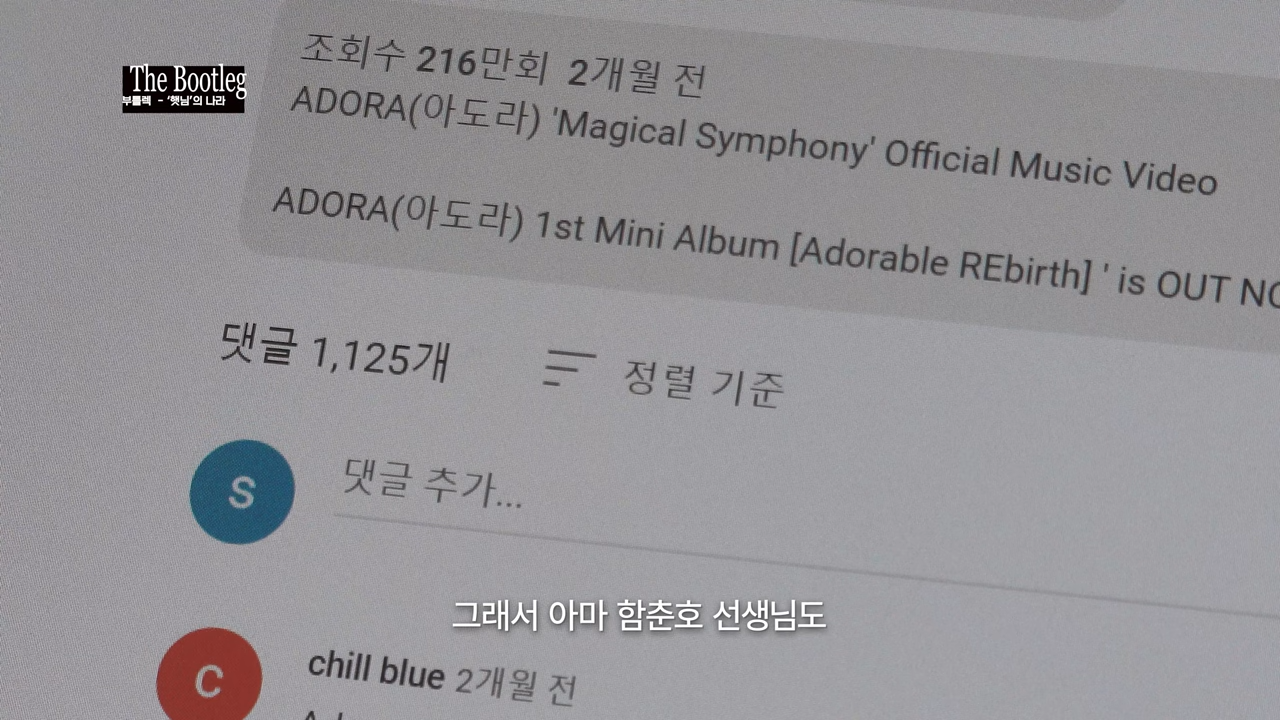 The Bootleg
부틀렉 - '햇님'의 나라
조회수 216만회 2개월 전
ADORA(아도라) 'Magical Symphony' Official Music Video
ADORA(아도라) 1st Mini Album [Adorable REbirth] ' is OUT
댓글 1,125개
정렬 기준
S
댓글 추가...
그래서 아마 함춘호 선생님도
C
chill blue 2개월 전